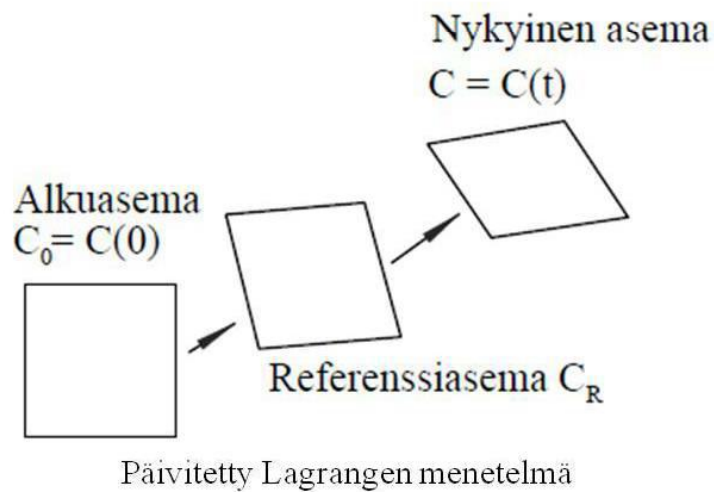 Nykyinen asema
C = C(t)
Alkuasema
C₀= C(0)
Referenssiasema C_R
Päivitetty Lagrangen menetelmä